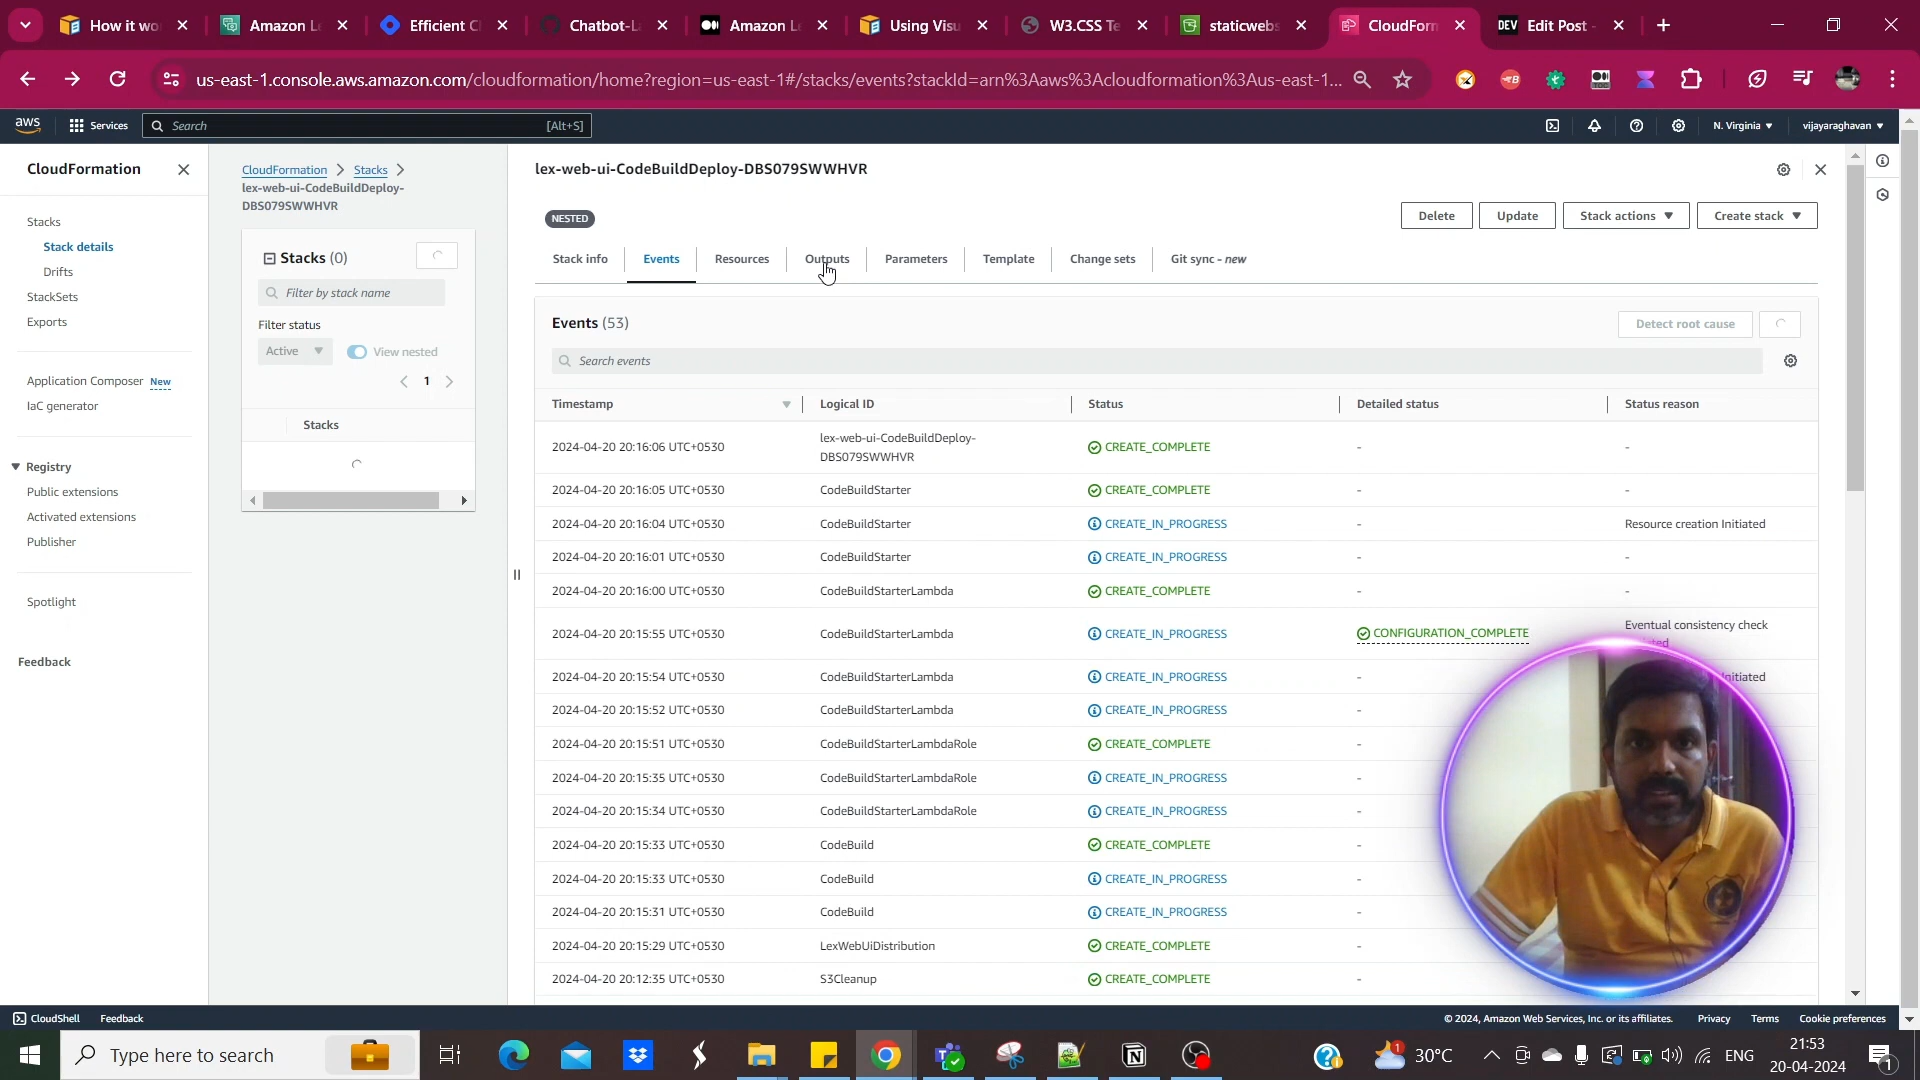 How it wo
Amazon Le
Efficient Cl
Chatbot-La
Amazon Le
Using Visu
W3.CSS Te
staticwebs
CloudForm
DEV Edit Post -
us-east-1.console.aws.amazon.com/cloudformation/home?region=us-east-1#/stacks/events?stackId=arn%3Aaws%3Acloudformation%3Aus-east-1...
aws Services Search [Alt+S] N. Virginia vijayaraghavan
CloudFormation
Stacks
Stack details
Drifts
StackSets
Exports
Application Composer New
IaC generator
Registry
Public extensions
Activated extensions
Publisher
Spotlight
Feedback
CloudFormation Stacks
lex-web-ui-CodeBuildDeploy-
DBS079SWWHVR
Stacks (0)
Filter by stack name
Filter status
Active View nested
1
Stacks
lex-web-ui-CodeBuildDeploy-DBS079SWWHVR
NESTED
Delete Update Stack actions Create stack
Stack info Events Resources Outputs Parameters Template Change sets Git sync - new
Events (53)
Detect root cause
Search events
Timestamp Logical ID Status Detailed status Status reason
2024-04-20 20:16:06 UTC+0530 lex-web-ui-CodeBuildDeploy-DBS079SWWHVR CREATE_COMPLETE - -
2024-04-20 20:16:05 UTC+0530 CodeBuildStarter CREATE_COMPLETE - -
2024-04-20 20:16:04 UTC+0530 CodeBuildStarter CREATE_IN_PROGRESS - Resource creation Initiated
2024-04-20 20:16:01 UTC+0530 CodeBuildStarter CREATE_IN_PROGRESS - -
2024-04-20 20:16:00 UTC+0530 CodeBuildStarterLambda CREATE_COMPLETE - -
2024-04-20 20:15:55 UTC+0530 CodeBuildStarterLambda CREATE_IN_PROGRESS CONFIGURATION_COMPLETE Eventual consistency check
2024-04-20 20:15:54 UTC+0530 CodeBuildStarterLambda CREATE_IN_PROGRESS - Initiated
2024-04-20 20:15:52 UTC+0530 CodeBuildStarterLambda CREATE_IN_PROGRESS -
2024-04-20 20:15:51 UTC+0530 CodeBuildStarterLambdaRole CREATE_COMPLETE -
2024-04-20 20:15:35 UTC+0530 CodeBuildStarterLambdaRole CREATE_IN_PROGRESS -
2024-04-20 20:15:34 UTC+0530 CodeBuildStarterLambdaRole CREATE_IN_PROGRESS -
2024-04-20 20:15:33 UTC+0530 CodeBuild CREATE_COMPLETE -
2024-04-20 20:15:33 UTC+0530 CodeBuild CREATE_IN_PROGRESS -
2024-04-20 20:15:31 UTC+0530 CodeBuild CREATE_IN_PROGRESS -
2024-04-20 20:15:29 UTC+0530 LexWebUiDistribution CREATE_COMPLETE -
2024-04-20 20:12:35 UTC+0530 S3Cleanup CREATE_COMPLETE -
CloudShell Feedback © 2024, Amazon Web Services, Inc. or its affiliates. Privacy Terms Cookie preferences
Type here to search
1 30°C ENG
21:53
20-04-2024
1